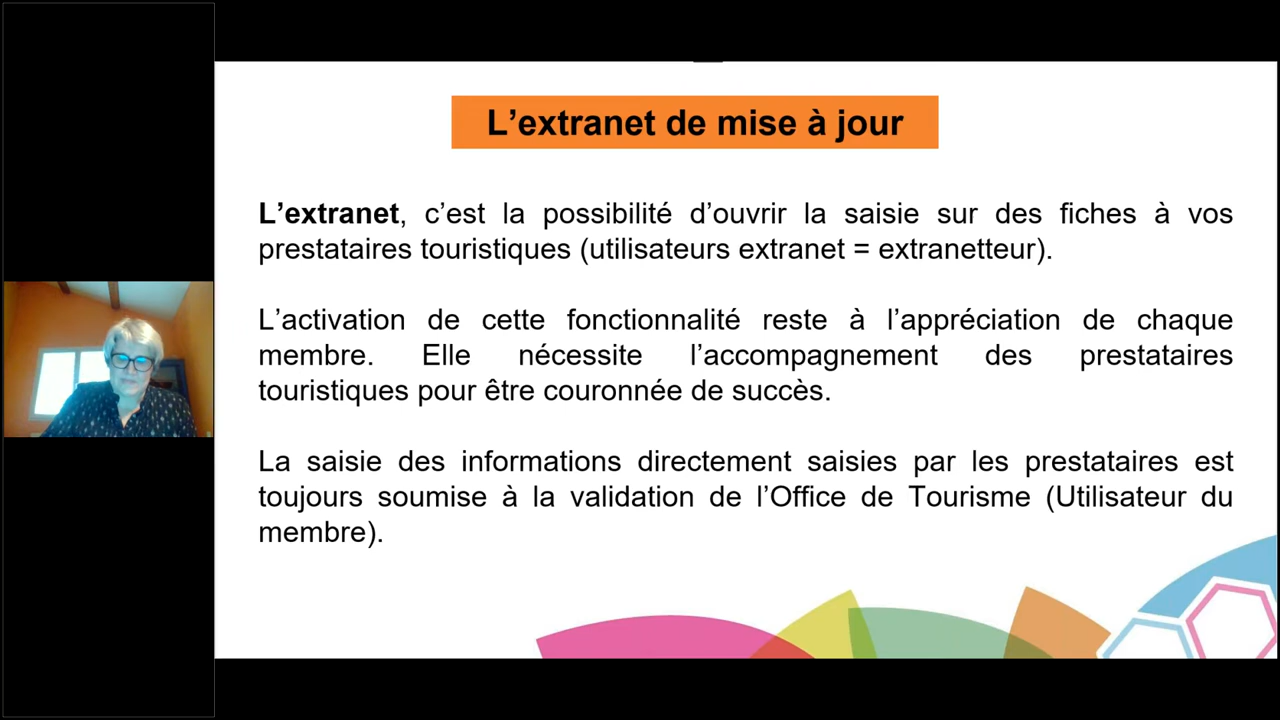 L’extranet de mise à jour
L’extranet, c’est la possibilité d’ouvrir la saisie sur des fiches à vos
prestataires touristiques (utilisateurs extranet = extranetteur).
L’activation de cette fonctionnalité reste à l’appréciation de chaque
membre. Elle nécessite l’accompagnement des prestataires
touristiques pour être couronnée de succès.
La saisie des informations directement saisies par les prestataires est
toujours soumise à la validation de l’Office de Tourisme (Utilisateur du
membre).